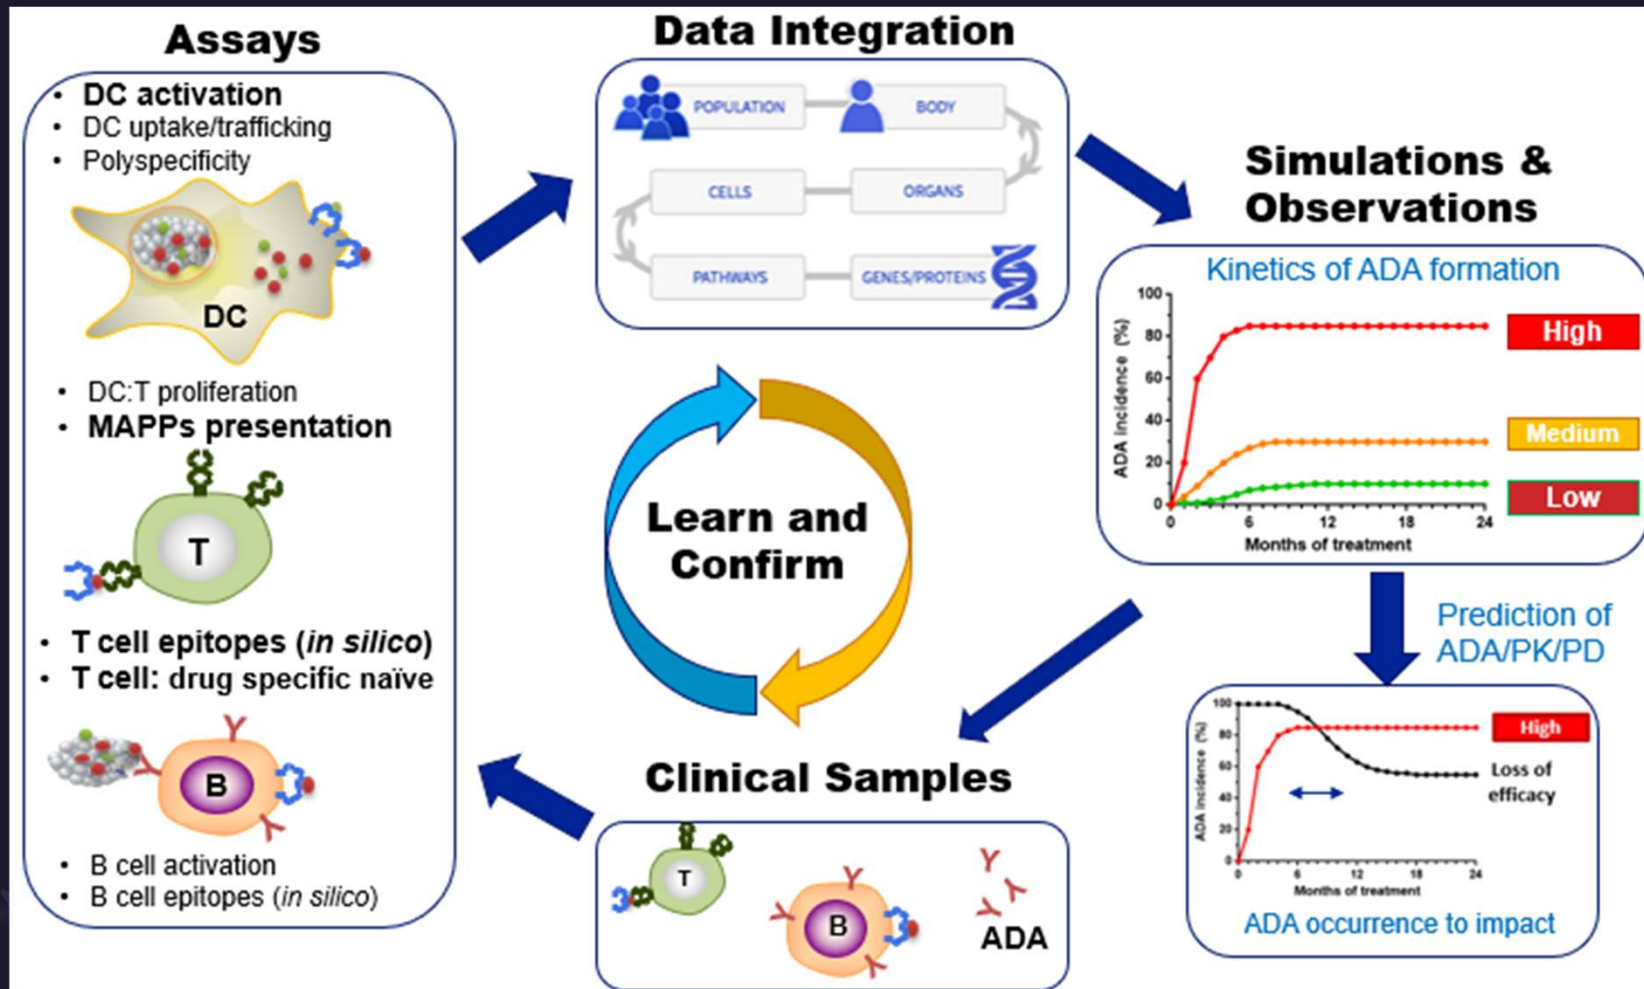 Assays
• DC activation
• DC uptake/trafficking
• Polyspecificity
DC
• DC:T proliferation
• MAPPs presentation
T
• T cell epitopes (in silico)
• T cell: drug specific naïve
B
• B cell activation
• B cell epitopes (in silico)
Data Integration
POPULATION
BODY
CELLS
ORGANS
PATHWAYS
GENES/PROTEINS
Learn and
Confirm
Simulations &
Observations
Kinetics of ADA formation
ADA incidence (%)
100
80
60
40
20
0
0 6 12 18 24
Months of treatment
High
Medium
Low
Prediction of
ADA/PK/PD
ADA incidence (%)
100
80
60
40
20
0
0 6 12 18 24
Months of treatment
High
Loss of
efficacy
ADA occurrence to impact
Clinical Samples
T
B
ADA